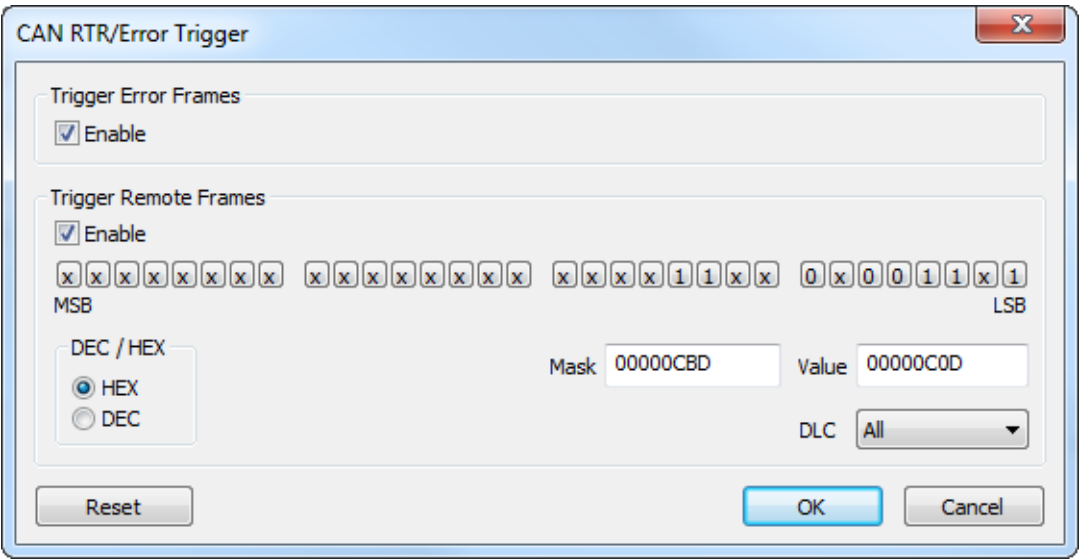 CAN RTR/Error Trigger
Trigger Error Frames
Enable
Trigger Remote Frames
Enable
x x x x x x x x x x x x x x x x x x x x 1 1 x x 0 x 0 0 1 1 x 1
MSB LSB
DEC / HEX
Mask 00000CBD Value 00000C0D
HEX
DEC
DLC All
Reset OK Cancel